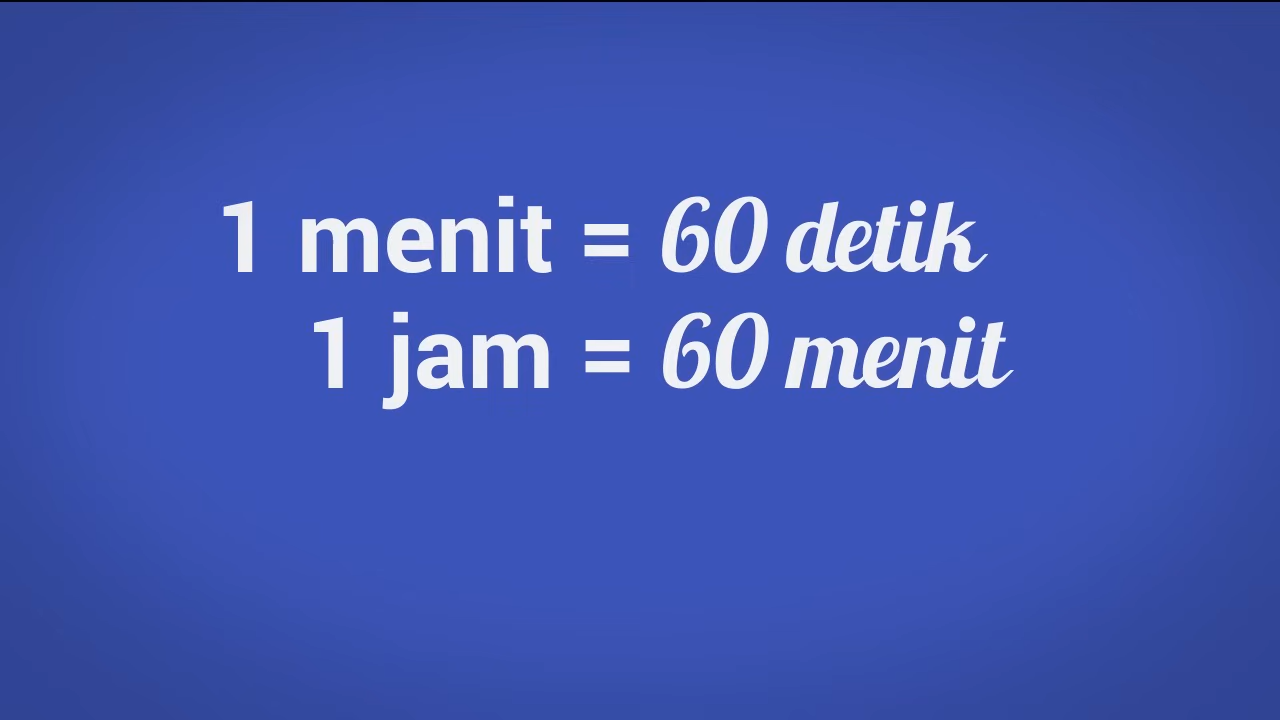 1 menit = 60 detik
1 jam = 60 menit